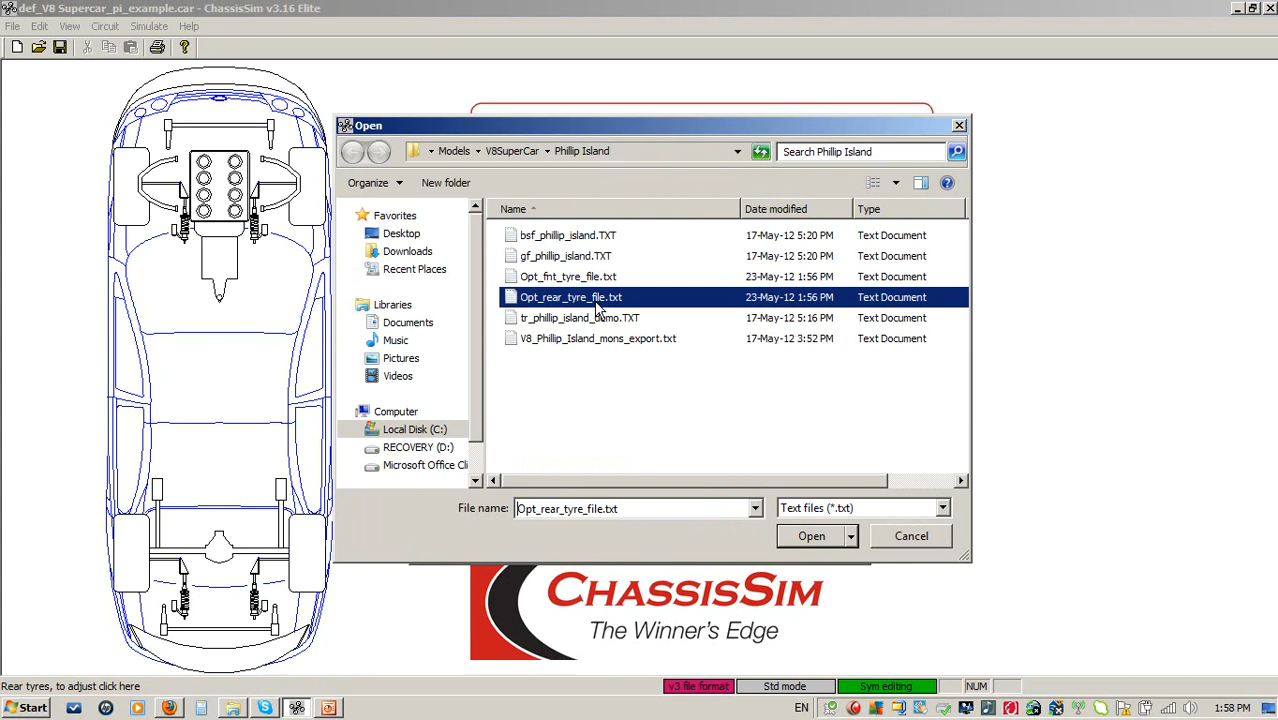 def_V8 Supercar_pi_example.car - ChassisSim v3.16 Elite
File Edit View Circuit Simulate Help
Open
Models V8SuperCar Phillip Island
Search Phillip Island
Organize New folder
Name Date modified Type
Favorites
Desktop
Downloads
Recent Places
Libraries
Documents
Music
Pictures
Videos
Computer
Local Disk (C:)
RECOVERY (D:)
Microsoft Office Cli
bsf_phillip_island.TXT 17-May-12 5:20 PM Text Document
gf_phillip_island.TXT 17-May-12 5:20 PM Text Document
Opt_fnt_tyre_file.txt 23-May-12 1:56 PM Text Document
Opt_rear_tyre_file.txt 23-May-12 1:56 PM Text Document
tr_phillip_island_demo.TXT 17-May-12 5:16 PM Text Document
V8_Phillip_Island_mons_export.txt 17-May-12 3:52 PM Text Document
File name: Opt_rear_tyre_file.txt Text files (*.txt)
Open Cancel
CHASSISSIM
The Winner's Edge
Rear tyres, to adjust click here v3 file format Std mode Sym editing NUM
Start EN 1:58 PM